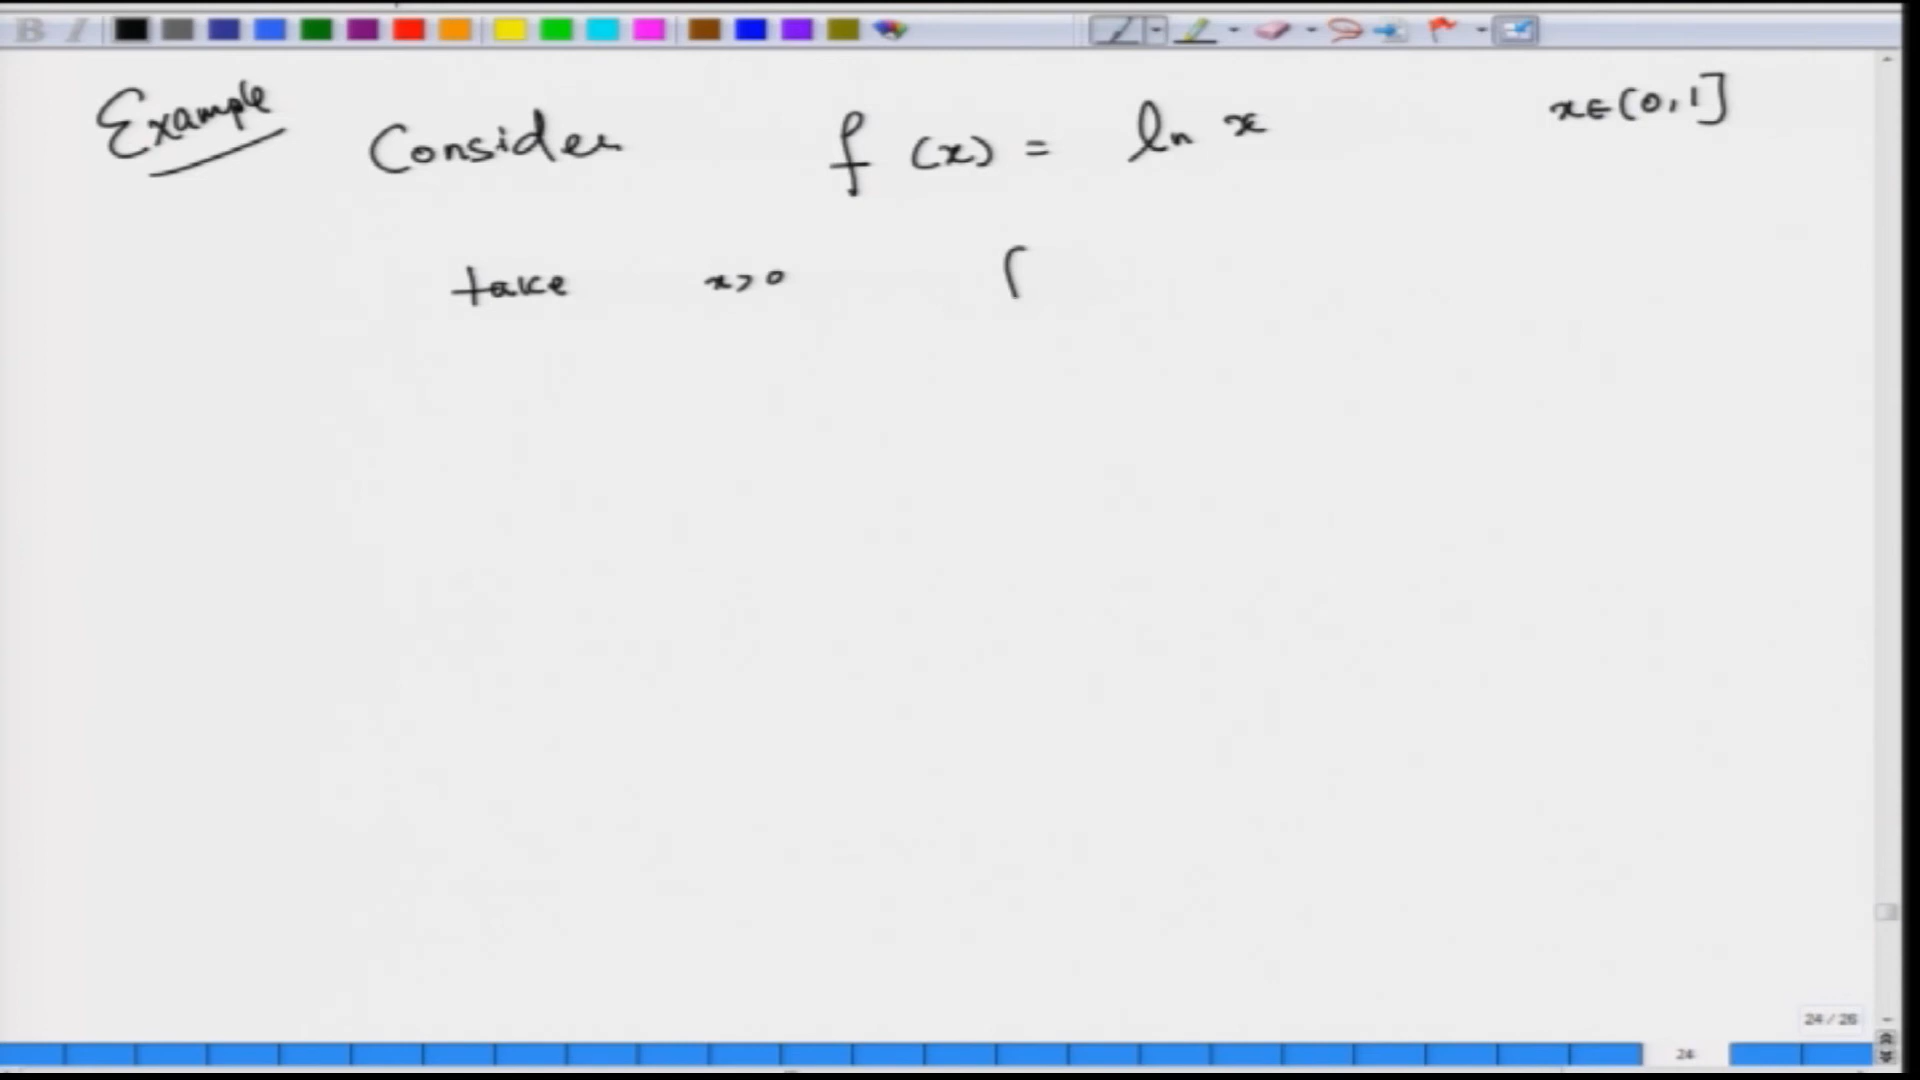 B I
Example Consider f(x) = ln x x∈(0,1]
take x>0 [
24 / 26
24